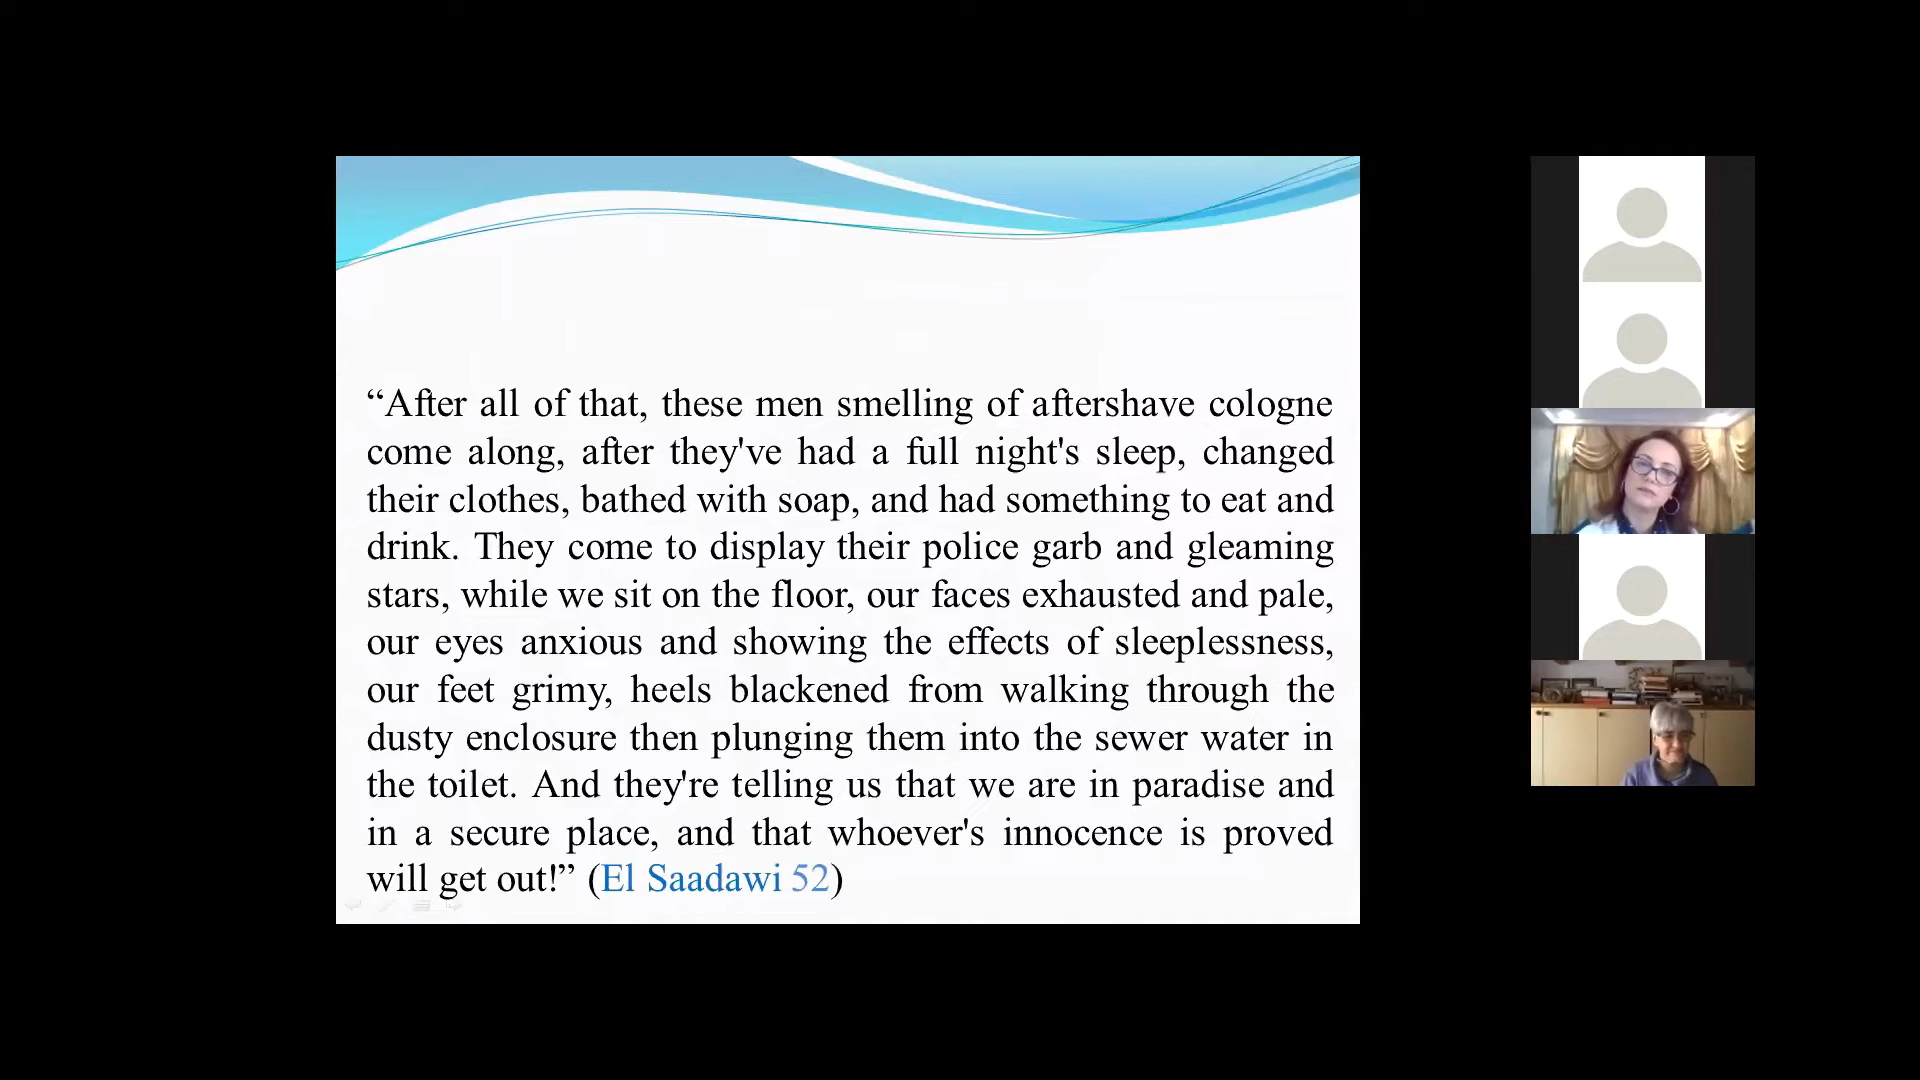 “After all of that, these men smelling of aftershave cologne
come along, after they've had a full night's sleep, changed
their clothes, bathed with soap, and had something to eat and
drink. They come to display their police garb and gleaming
stars, while we sit on the floor, our faces exhausted and pale,
our eyes anxious and showing the effects of sleeplessness,
our feet grimy, heels blackened from walking through the
dusty enclosure then plunging them into the sewer water in
the toilet. And they're telling us that we are in paradise and
in a secure place, and that whoever's innocence is proved
will get out!” (El Saadawi 52)